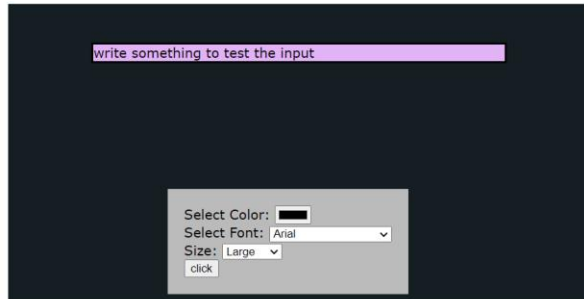 write something to test the input
Select Color:
Select Font: Arial
Size: Large
click